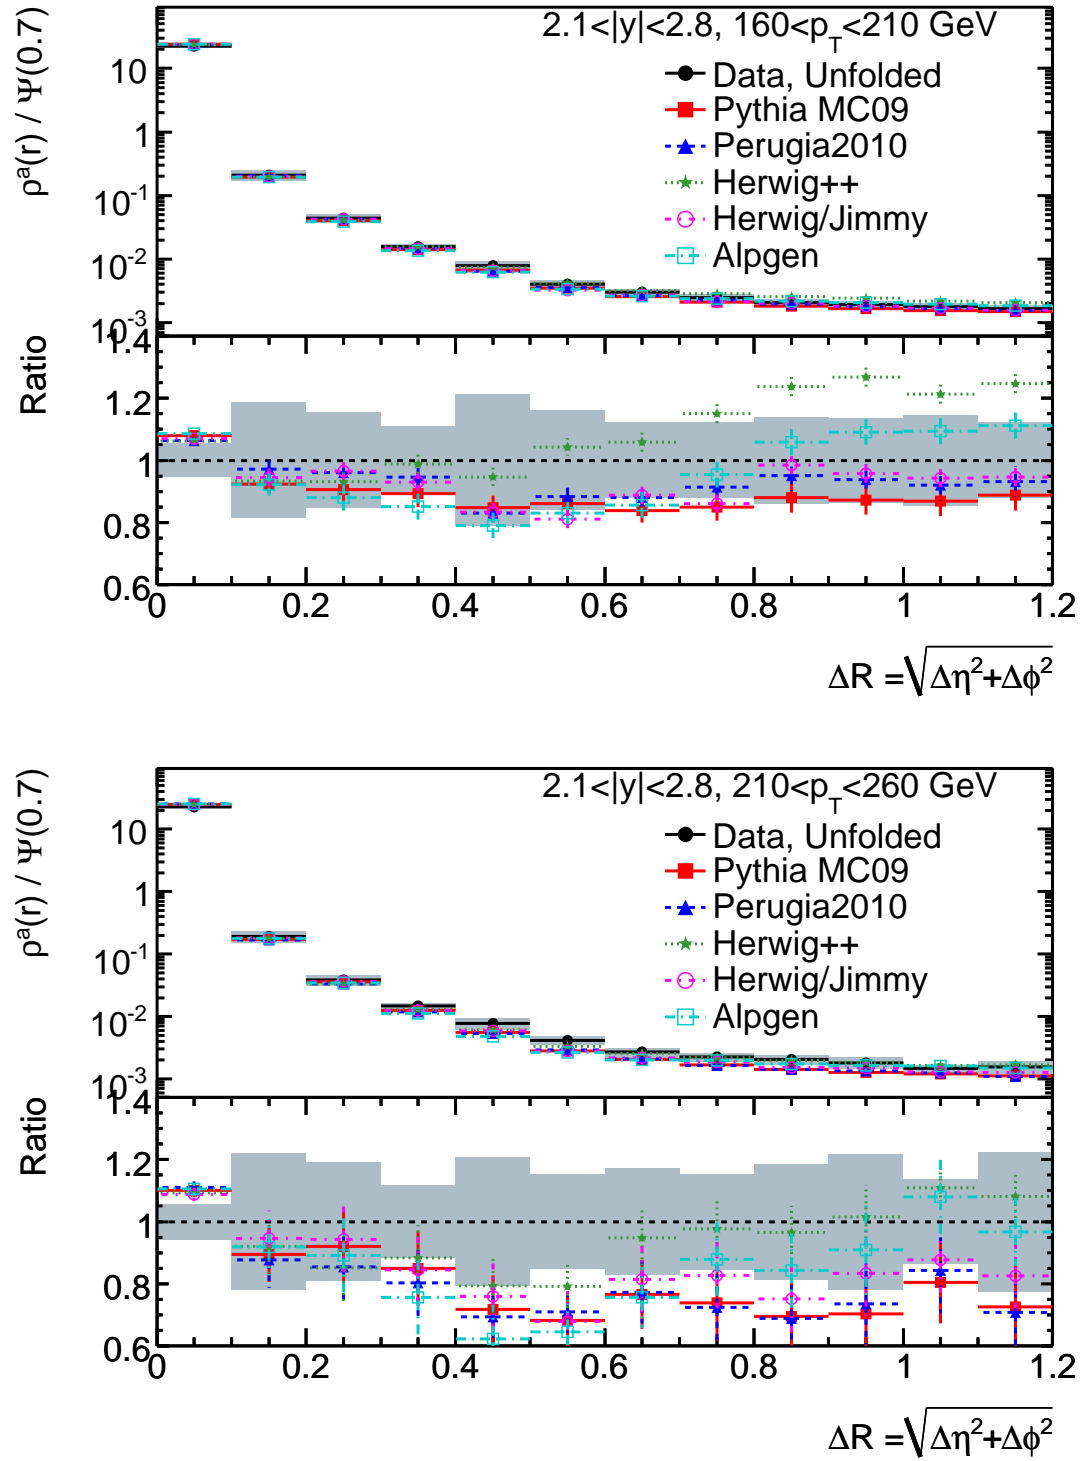 2.1<|y|<2.8, 160<p_T<210 GeV
ρ^a(r) / Ψ(0.7)
Data, Unfolded
Pythia MC09
Perugia2010
Herwig++
Herwig/Jimmy
Alpgen
10
1
10^-1
10^-2
10^-3
Ratio
1.4
1.2
1
0.8
0.6
0 0.2 0.4 0.6 0.8 1 1.2
ΔR =√Δη²+Δϕ²
2.1<|y|<2.8, 210<p_T<260 GeV
ρ^a(r) / Ψ(0.7)
Data, Unfolded
Pythia MC09
Perugia2010
Herwig++
Herwig/Jimmy
Alpgen
10
1
10^-1
10^-2
10^-3
Ratio
1.4
1.2
1
0.8
0.6
0 0.2 0.4 0.6 0.8 1 1.2
ΔR =√Δη²+Δϕ²